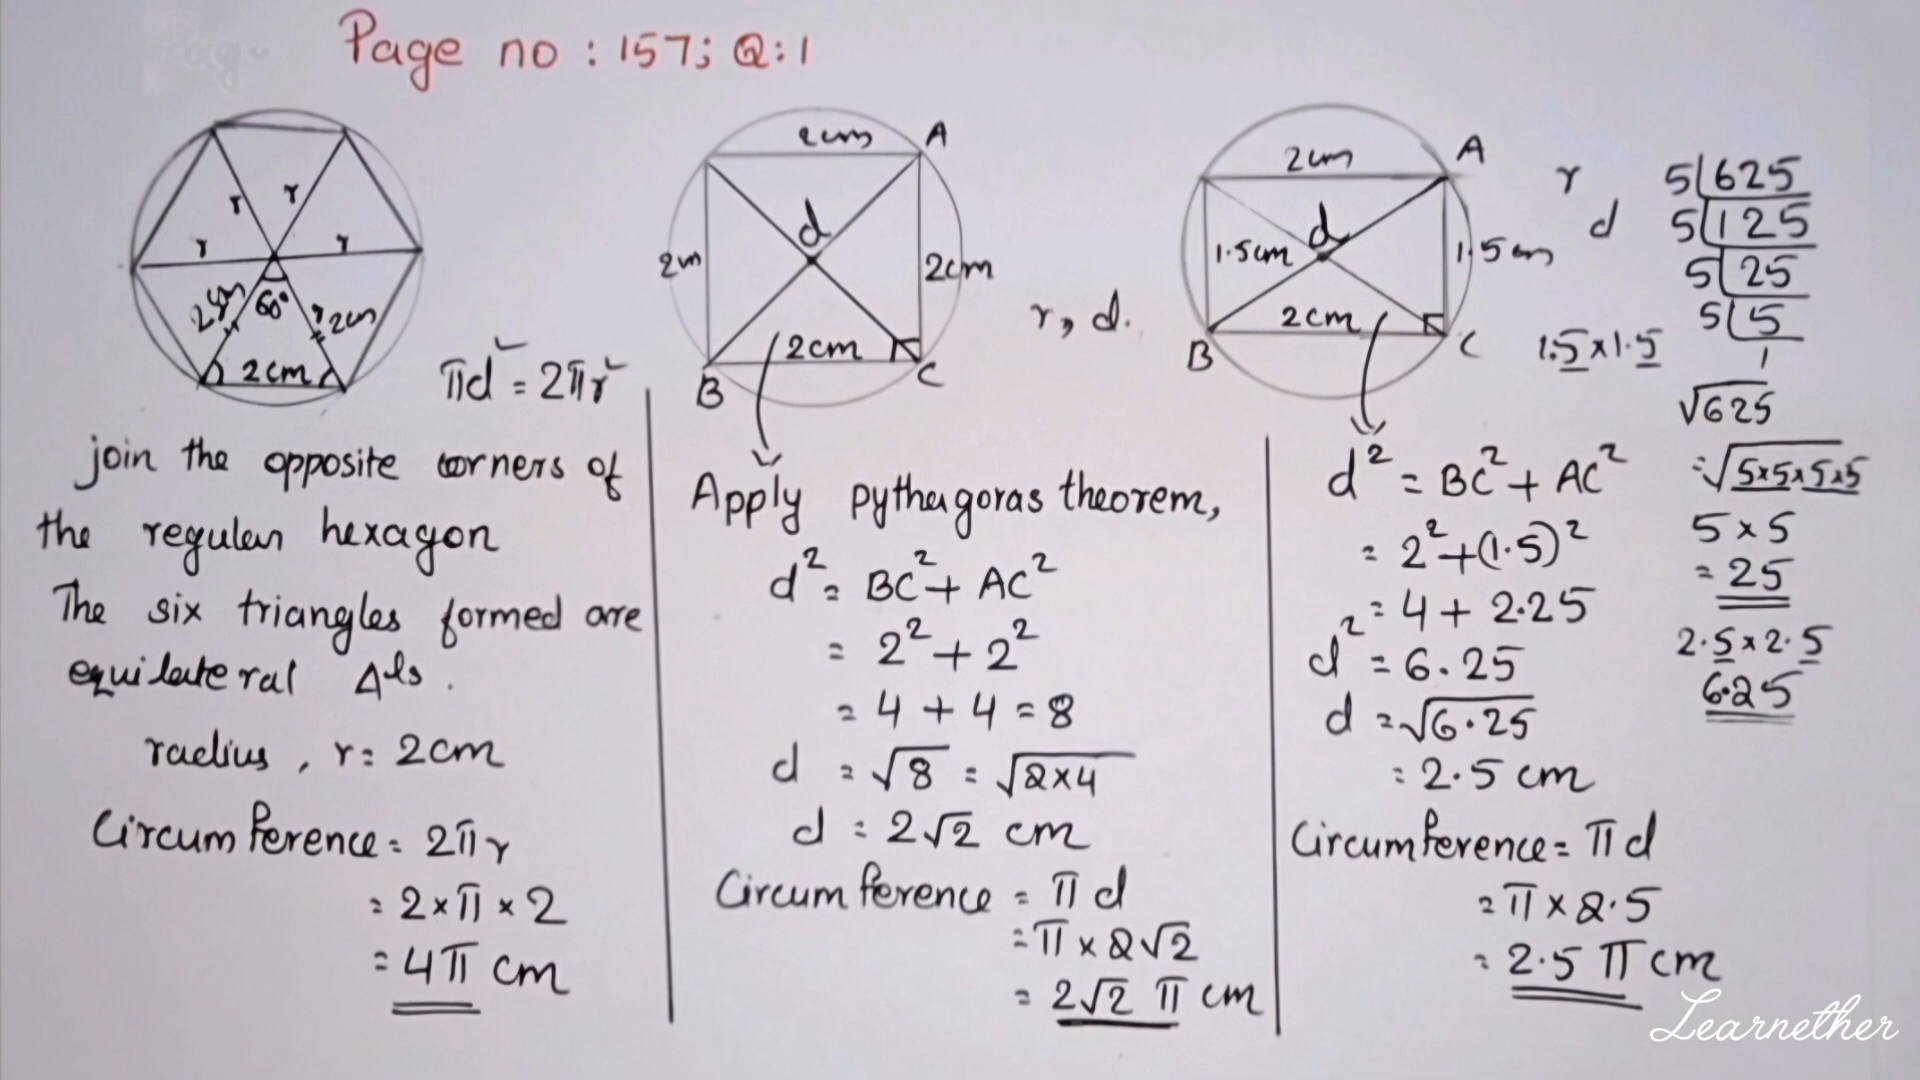 Page no : 157; Q:1
r
r
r
r
2cm
60°
r
2cm
2cm
πd = 2πr
join the opposite corners of
the regular hexagon
The six triangles formed are
equilateral Δls.
radius, r = 2cm
Circumference = 2πr
= 2×π×2
= 4π cm
2cm
A
d
2m
2cm
2cm
B
C
r, d.
Apply pythagoras theorem,
d² = BC² + AC²
= 2² + 2²
= 4 + 4 = 8
d = √8 = √2×4
d = 2√2 cm
Circumference = πd
= π × 2√2
= 2√2 π cm
2cm
A
d
1.5cm
1.5cm
2cm
B
C
d² = BC² + AC²
= 2² + (1.5)²
= 4 + 2.25
d² = 6.25
d = √6.25
= 2.5 cm
Circumference = πd
= π × 2.5
= 2.5 π cm
r
d
5 625
5 125
5 25
5 5
1
1.5×1.5
√625
= √5×5×5×5
5×5
= 25
2.5×2.5
6.25
Learnether